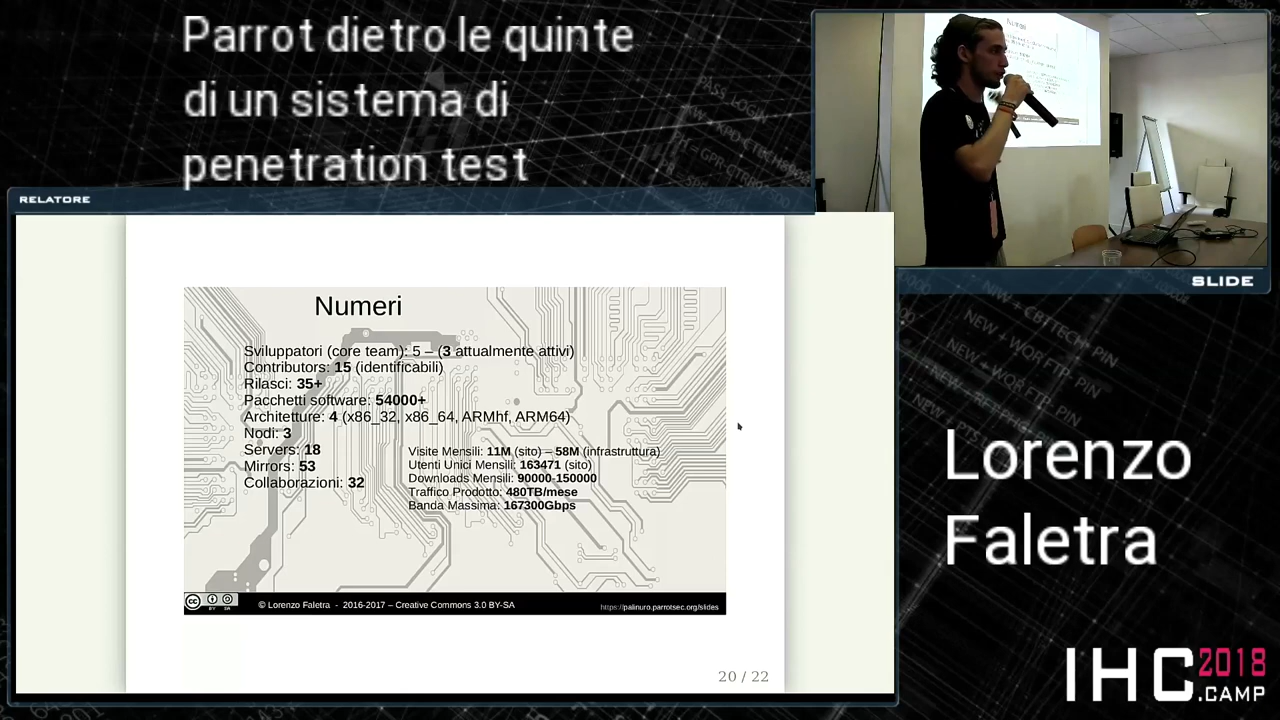 Parrot dietro le quinte
di un sistema di
penetration test
RELATORE
SLIDE
Numeri
Sviluppatori (core team): 5 – (3 attualmente attivi)
Contributors: 15 (identificabili)
Rilasci: 35+
Pacchetti software: 54000+
Architetture: 4 (x86_32, x86_64, ARMhf, ARM64)
Nodi: 3
Servers: 18
Mirrors: 53
Collaborazioni: 32
Visite Mensili: 11M (sito) – 58M (infrastruttura)
Utenti Unici Mensili: 163471 (sito)
Downloads Mensili: 90000-150000
Traffico Prodotto: 480TB/mese
Banda Massima: 167300Gbps
© Lorenzo Faletra - 2016-2017 – Creative Commons 3.0 BY-SA
https://palinuro.parrotsec.org/slides
20 / 22
Lorenzo
Faletra
IHC 2018
.CAMP